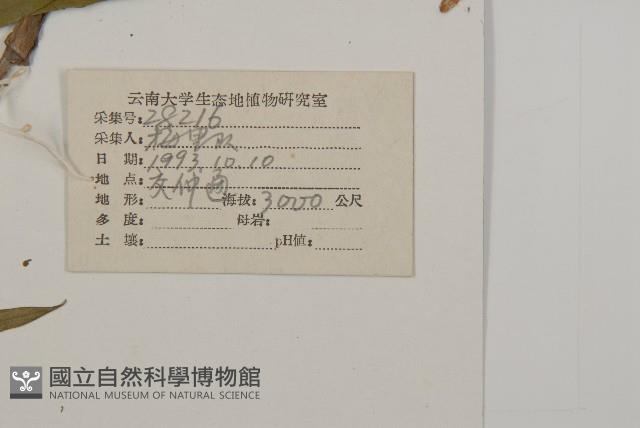 云南大学生态地植物研究室
采集号:28216
采集人:
日 期:1993.10.10
地 点:
地 形: 海拔:3000 公尺
多 度: 母岩:
土 壤: pH値:
國立自然科學博物館
NATIONAL MUSEUM OF NATURAL SCIENCE